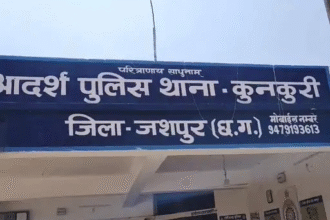 परित्राणाय साधुनाम्
आदर्श पुलिस थाना - कुनकुरी
जिला - जशपुर (छ.ग.) मोबाईल नम्बर
9479193613